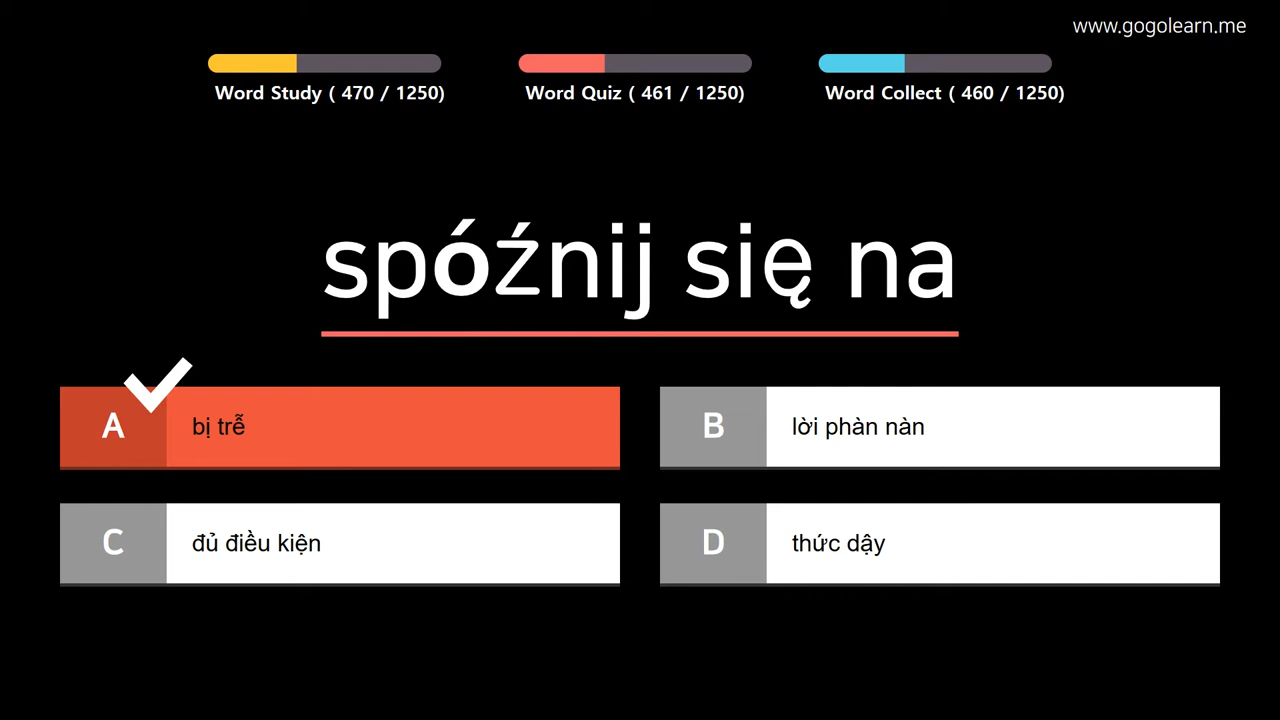 www.gogolearn.me
Word Study ( 470 / 1250)
Word Quiz ( 461 / 1250)
Word Collect ( 460 / 1250)
spóźnij się na
A bị trễ
B lời phàn nàn
C đủ điều kiện
D thức dậy